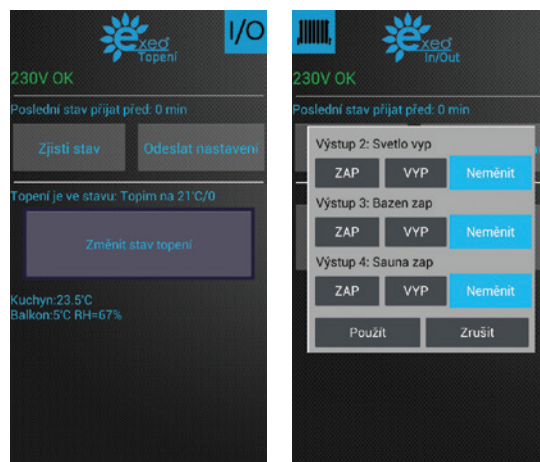 exeo
Topení
I/O
230V OK
Poslední stav přijat před: 0 min
Zjisti stav
Odeslat nastavení
Topení je ve stavu: Topim na 21°C/0
Změnit stav topení
Kuchyn:23.5°C
Balkon:5°C RH=67%
exeo
In/Out
230V OK
Poslední stav přijat před: 0 min
Výstup 2: Svetlo vyp
ZAP
VYP
Neměnit
Výstup 3: Bazen zap
ZAP
VYP
Neměnit
Výstup 4: Sauna zap
ZAP
VYP
Neměnit
Použít
Zrušit